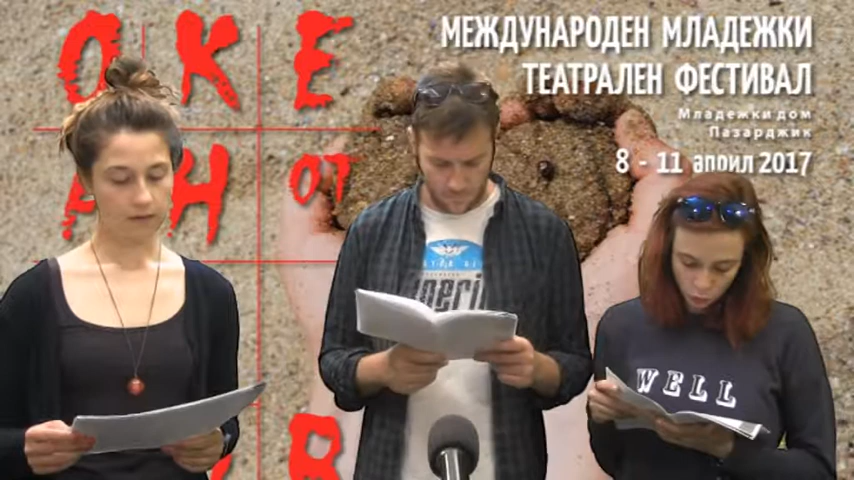 ОКЕ
МЕЖДУНАРОДЕН МЛАДЕЖКИ
ТЕАТРАЛЕН ФЕСТИВАЛ
Младежки дом
Пазарджик
8 - 11 април 2017
АН ОТ
WELL
В